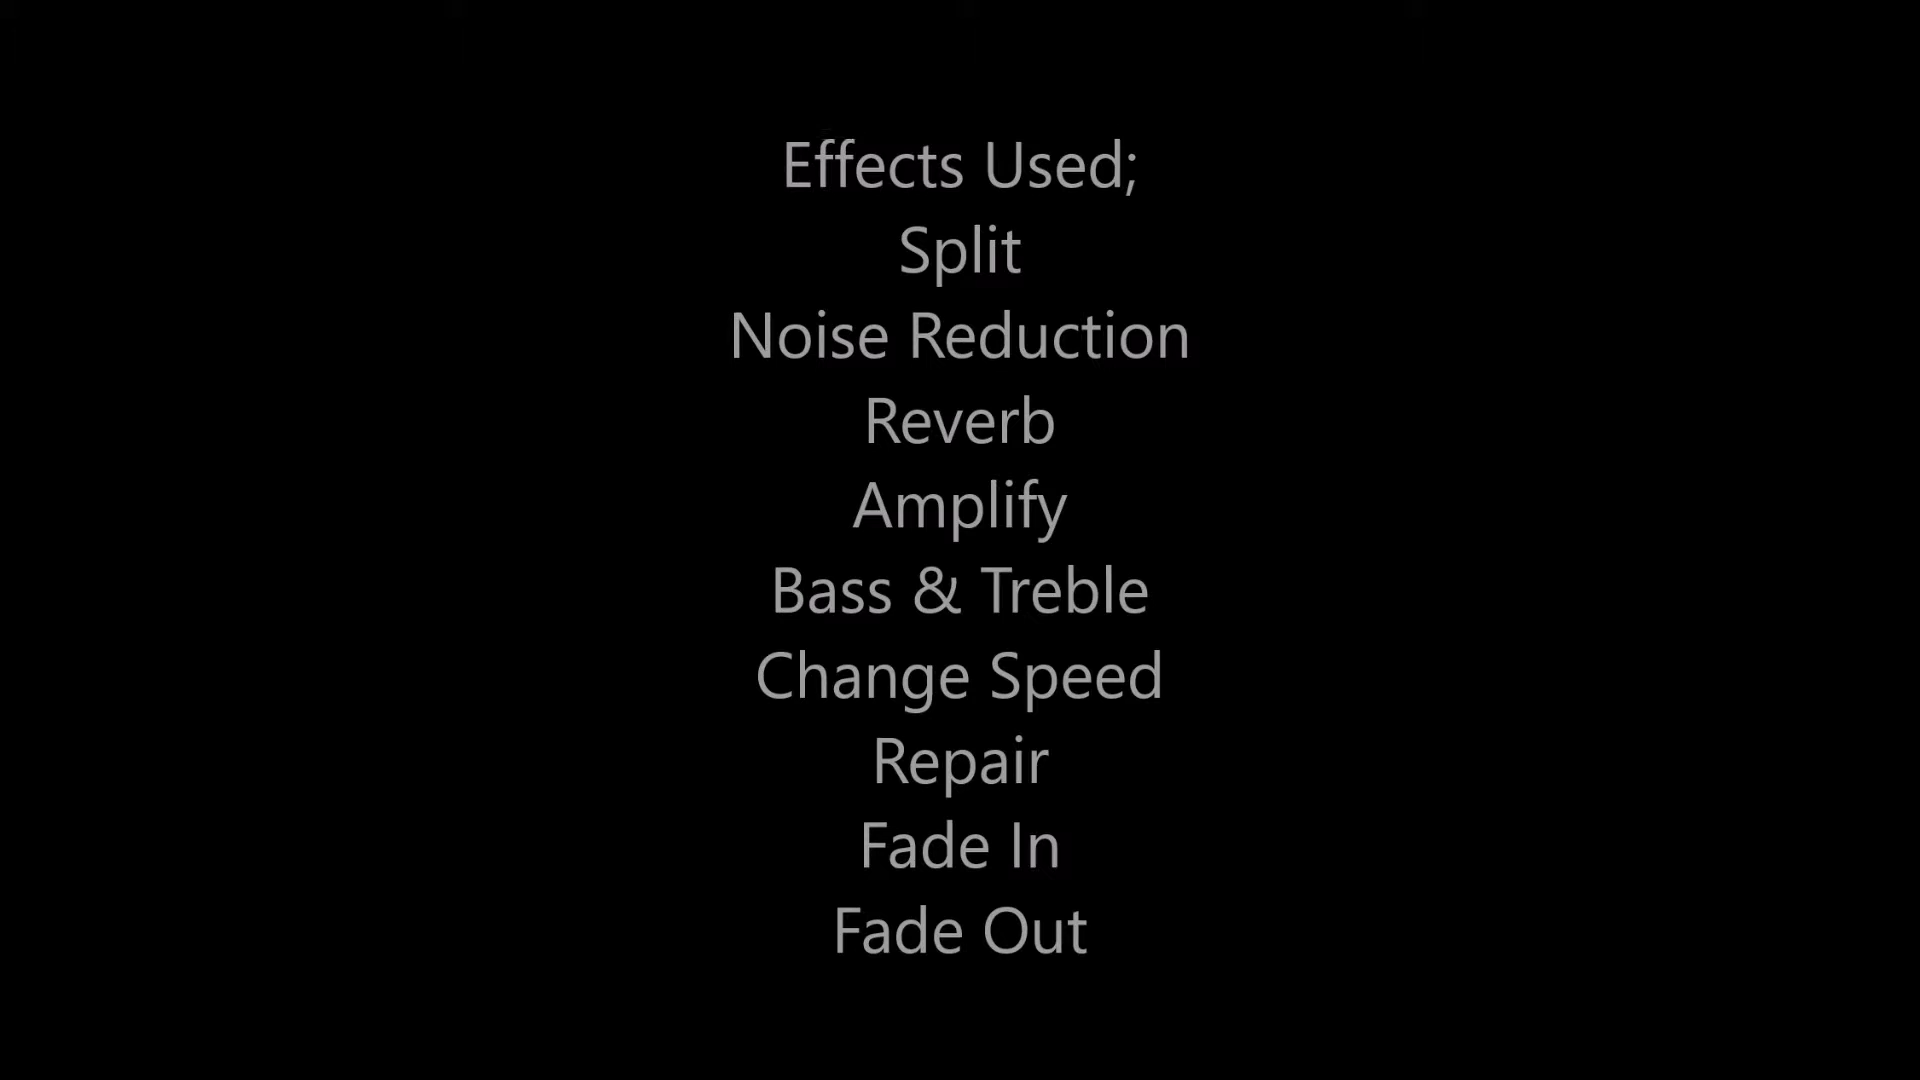 Effects Used;
Split
Noise Reduction
Reverb
Amplify
Bass & Treble
Change Speed
Repair
Fade In
Fade Out